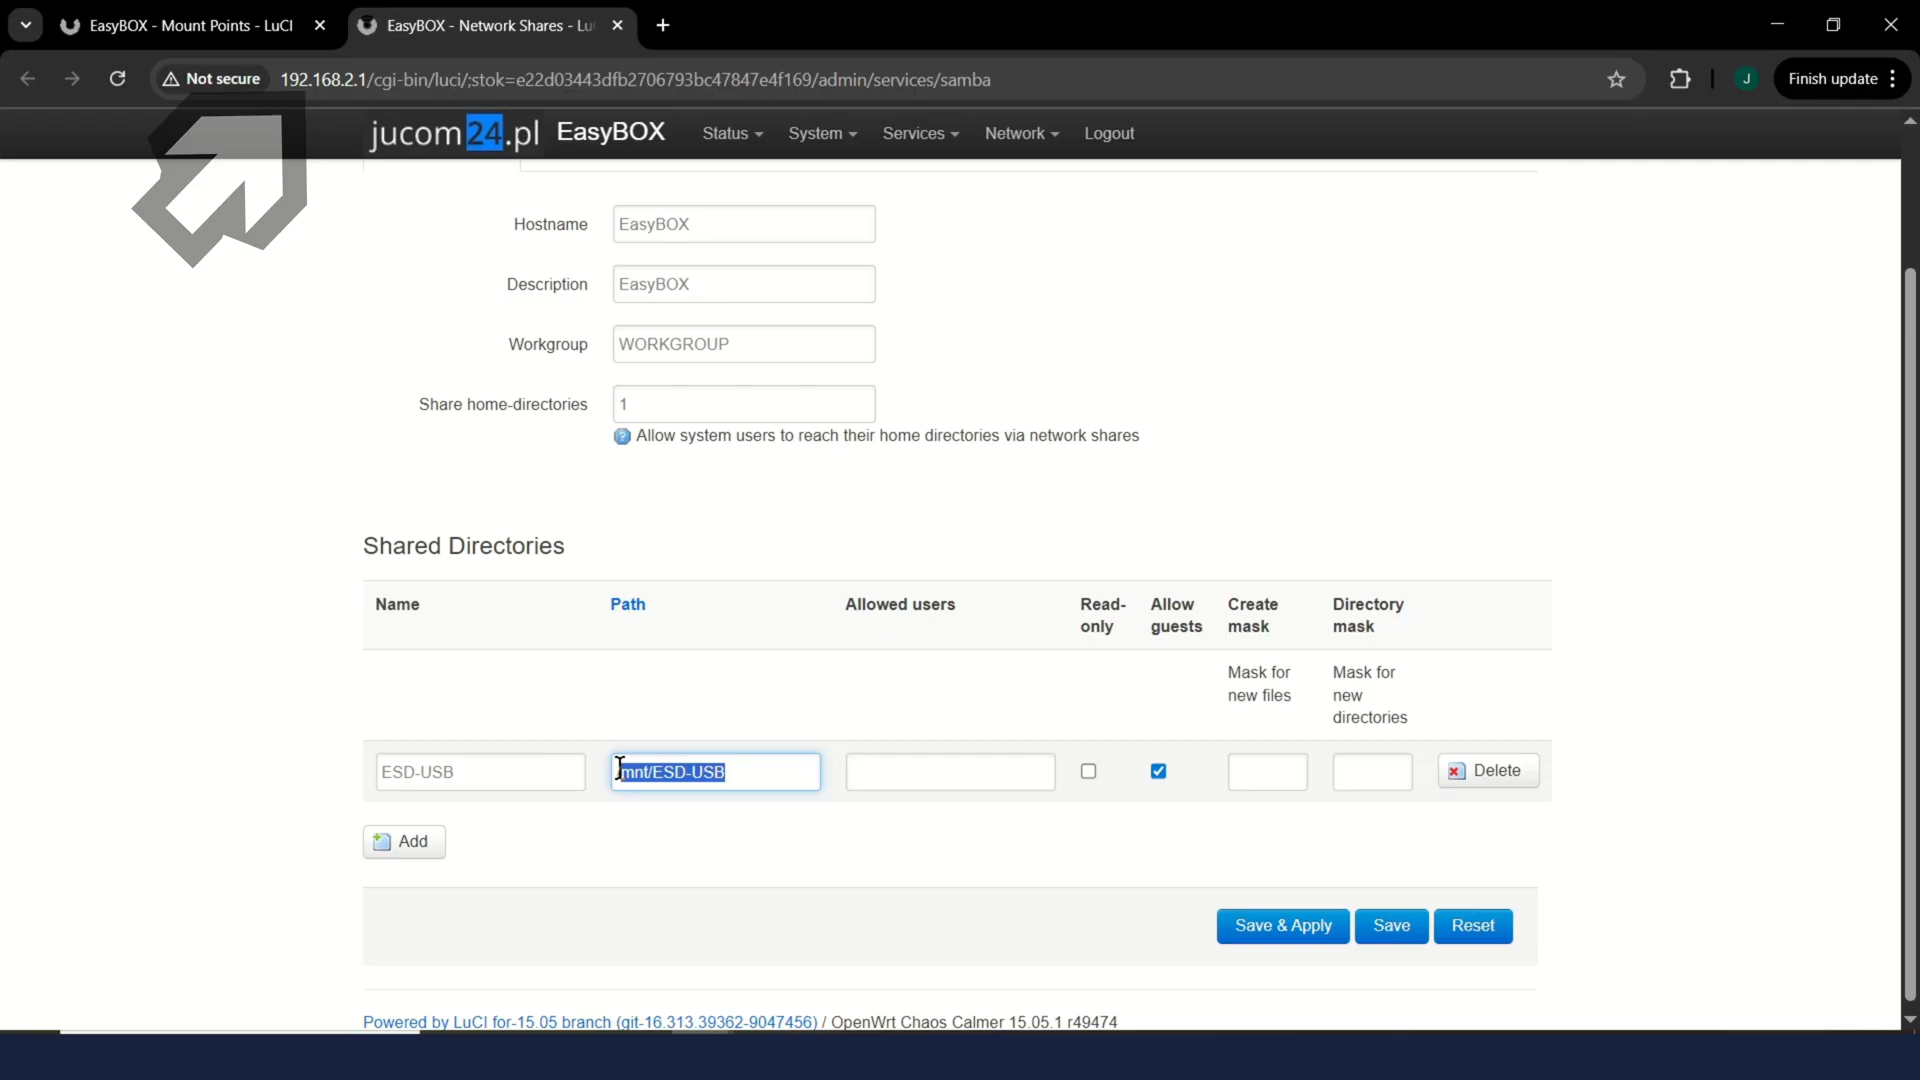 EasyBOX - Mount Points - LuCI
EasyBOX - Network Shares - Lu
Not secure
192.168.2.1/cgi-bin/luci/;stok=e22d03443dfb2706793bc47847e4f169/admin/services/samba
J
Finish update
jucom24.pl EasyBOX Status System Services Network Logout
Hostname EasyBOX
Description EasyBOX
Workgroup WORKGROUP
Share home-directories 1
Allow system users to reach their home directories via network shares
Shared Directories
Name Path Allowed users Read-only Allow guests Create mask Directory mask
Mask for new files Mask for new directories
ESD-USB mnt/ESD-USB Delete
Add
Save & Apply Save Reset
Powered by LuCI for-15.05 branch (git-16.313.39362-9047456) / OpenWrt Chaos Calmer 15.05.1 r49474